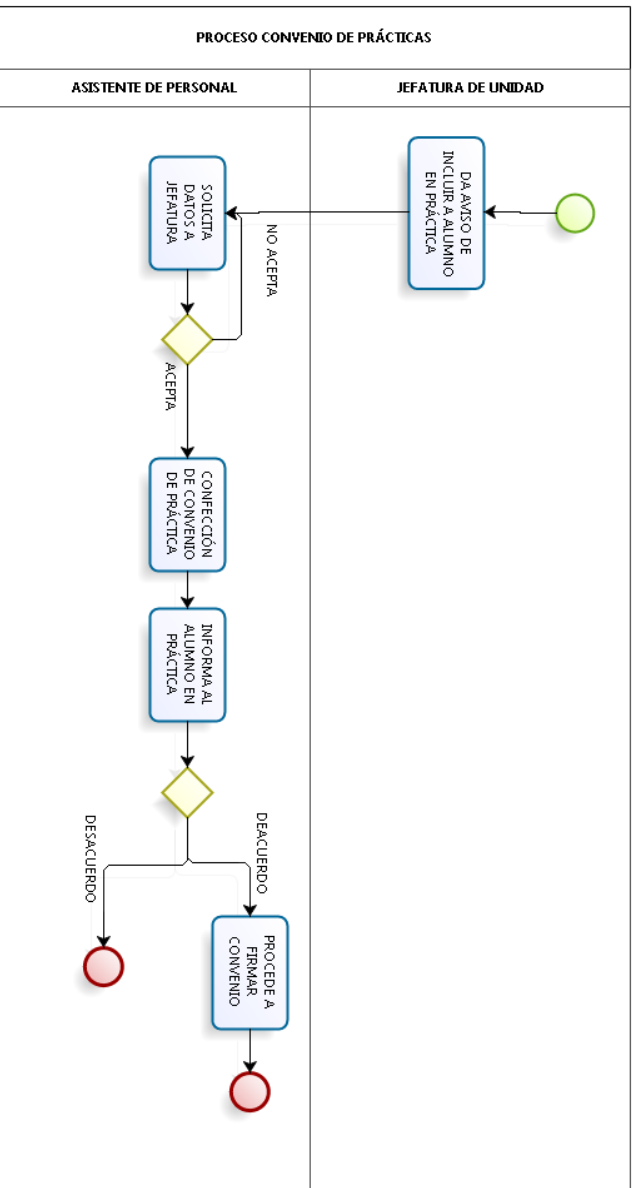 PROCESO CONVENIO DE PRÁCTICAS
ASISTENTE DE PERSONAL
JEFATURA DE UNIDAD
DA AVISO DE
INCLUIR A ALUMNO
EN PRÁCTICA
SOLICITA
DATOS A
JEFATURA
NO ACEPTA
ACEPTA
CONFECCIÓN
DE CONVENIO
DE PRÁCTICA
INFORMA AL
ALUMNO EN
PRÁCTICA
DESACUERDO
DEACUERDO
PROCEDE A
FIRMAR
CONVENIO